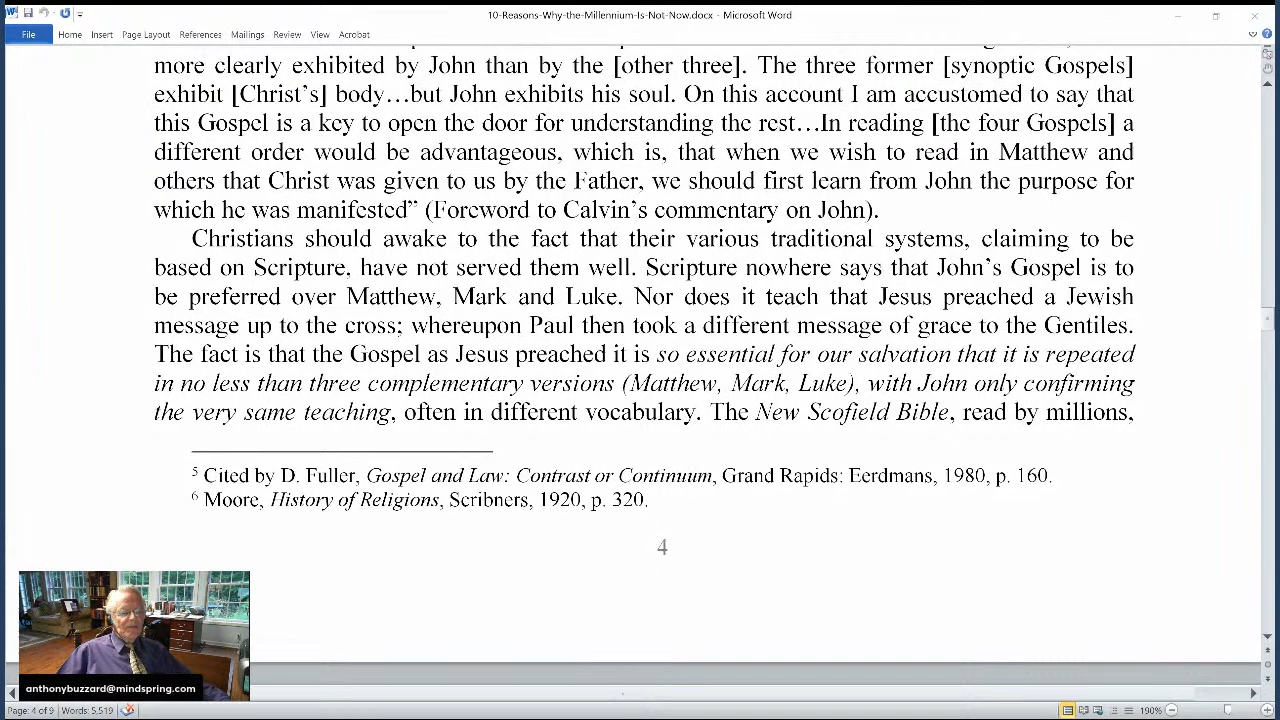 10-Reasons-Why-the-Millennium-Is-Not-Now.docx - Microsoft Word
File Home Insert Page Layout References Mailings Review View Acrobat
more clearly exhibited by John than by the [other three]. The three former [synoptic Gospels]
exhibit [Christ's] body…but John exhibits his soul. On this account I am accustomed to say that
this Gospel is a key to open the door for understanding the rest…In reading [the four Gospels] a
different order would be advantageous, which is, that when we wish to read in Matthew and
others that Christ was given to us by the Father, we should first learn from John the purpose for
which he was manifested” (Foreword to Calvin’s commentary on John).
Christians should awake to the fact that their various traditional systems, claiming to be
based on Scripture, have not served them well. Scripture nowhere says that John’s Gospel is to
be preferred over Matthew, Mark and Luke. Nor does it teach that Jesus preached a Jewish
message up to the cross; whereupon Paul then took a different message of grace to the Gentiles.
The fact is that the Gospel as Jesus preached it is so essential for our salvation that it is repeated
in no less than three complementary versions (Matthew, Mark, Luke), with John only confirming
the very same teaching, often in different vocabulary. The New Scofield Bible, read by millions,
5 Cited by D. Fuller, Gospel and Law: Contrast or Continuum, Grand Rapids: Eerdmans, 1980, p. 160.
6 Moore, History of Religions, Scribners, 1920, p. 320.
4
anthonybuzzard@mindspring.com
Page: 4 of 9 Words: 5,519 190%